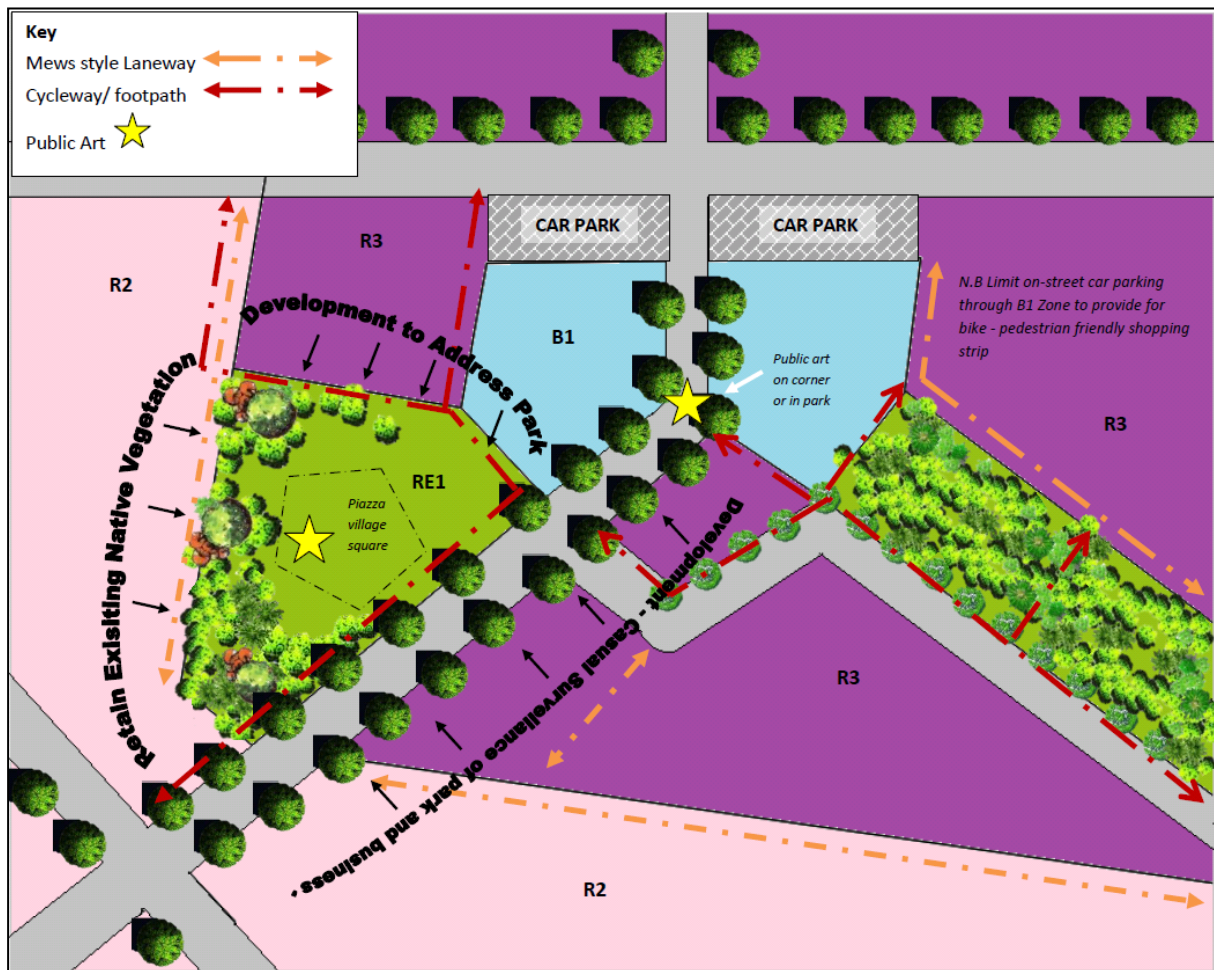 Key
Mews style Laneway
Cycleway/ footpath
Public Art
CAR PARK
CAR PARK
R3
R2
Development to Address Park
B1
N.B Limit on-street car parking
through B1 Zone to provide for
bike - pedestrian friendly shopping
strip
Public art
on corner
or in park
R3
Retain Exisiting Native Vegetation
RE1
Piazza
village
square
Development - Casual Surveliance of park and business .
R3
R2